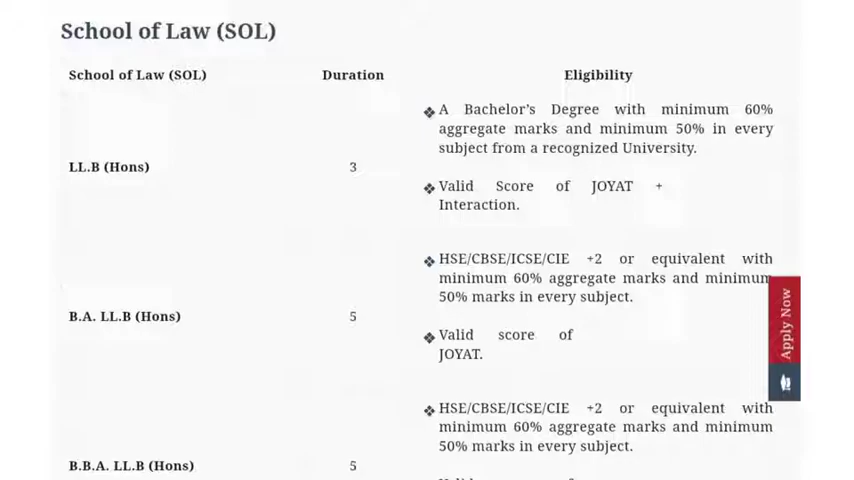 School of Law (SOL)
School of Law (SOL) Duration Eligibility
❖ A Bachelor's Degree with minimum 60%
aggregate marks and minimum 50% in every
subject from a recognized University.
LL.B (Hons) 3
❖ Valid Score of JOYAT +
Interaction.
❖ HSE/CBSE/ICSE/CIE +2 or equivalent with
minimum 60% aggregate marks and minimum
50% marks in every subject.
Apply Now
B.A. LL.B (Hons) 5
❖ Valid score of
JOYAT.
❖ HSE/CBSE/ICSE/CIE +2 or equivalent with
minimum 60% aggregate marks and minimum
50% marks in every subject.
B.B.A. LL.B (Hons) 5